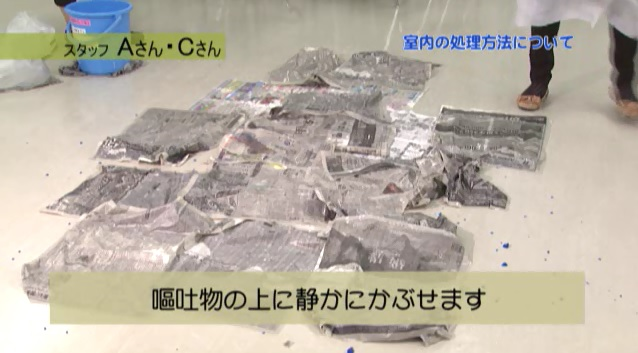 スタッフ Aさん・Cさん
室内の処理方法について
嘔吐物の上に静かにかぶせます